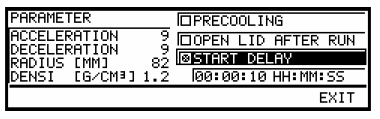 PARAMETER
ACCELERATION 9
DECELERATION 9
RADIUS [MM] 82
DENSI [G/CM³] 1.2
PRECOOLING
OPEN LID AFTER RUN
START DELAY
00:00:10 HH:MM:SS
EXIT